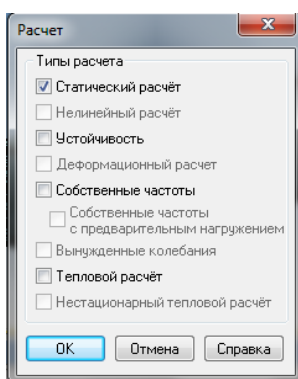 Расчет
Типы расчета
Статический расчёт
Нелинейный расчёт
Устойчивость
Деформационный расчет
Собственные частоты
Собственные частоты
с предварительным нагружением
Вынужденные колебания
Тепловой расчёт
Нестационарный тепловой расчёт
ОК Отмена Справка